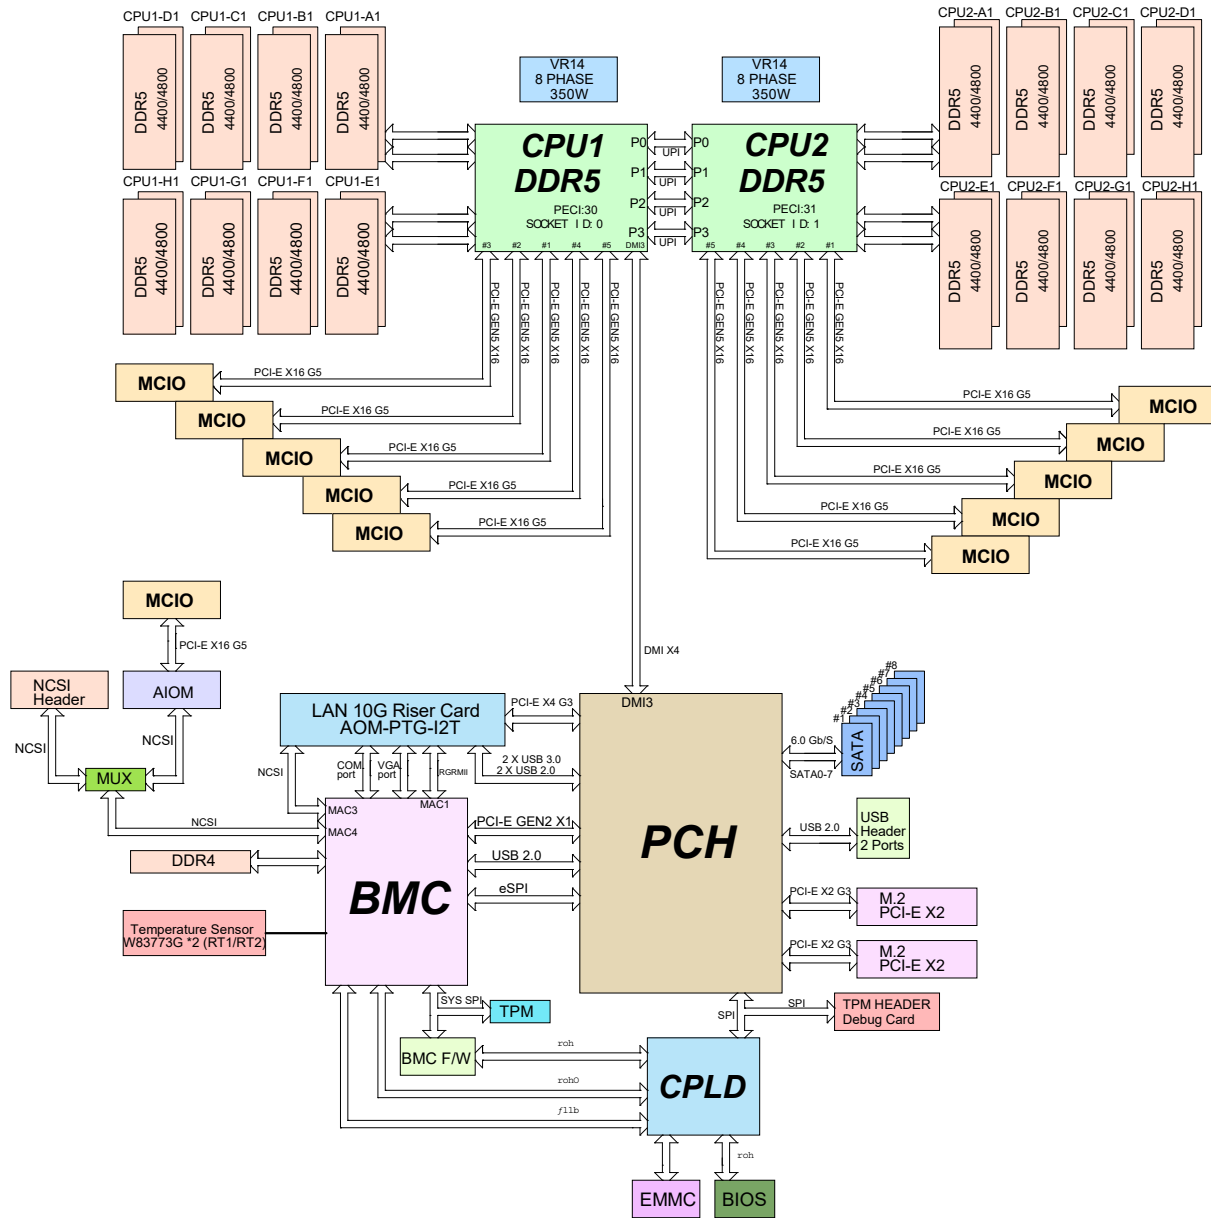 CPU1-D1 CPU1-C1 CPU1-B1 CPU1-A1
DDR5 4400/4800
DDR5 4400/4800
DDR5 4400/4800
DDR5 4400/4800
CPU1-H1 CPU1-G1 CPU1-F1 CPU1-E1
DDR5 4400/4800
DDR5 4400/4800
DDR5 4400/4800
DDR5 4400/4800
VR14
8 PHASE
350W
VR14
8 PHASE
350W
CPU2-A1 CPU2-B1 CPU2-C1 CPU2-D1
DDR5 4400/4800
DDR5 4400/4800
DDR5 4400/4800
DDR5 4400/4800
CPU2-E1 CPU2-F1 CPU2-G1 CPU2-H1
DDR5 4400/4800
DDR5 4400/4800
DDR5 4400/4800
DDR5 4400/4800
CPU1
DDR5
PECI:30
SOCKET ID: 0
P0
P1
P2
P3
#3 #2 #1 #4 #5 DMI3
UPI
UPI
UPI
UPI
CPU2
DDR5
PECI:31
SOCKET ID: 1
P0
P1
P2
P3
#5 #4 #3 #2 #1
PCI-E GEN5 X16
PCI-E GEN5 X16
PCI-E GEN5 X16
PCI-E GEN5 X16
PCI-E GEN5 X16
PCI-E GEN5 X16
PCI-E GEN5 X16
PCI-E GEN5 X16
PCI-E GEN5 X16
PCI-E GEN5 X16
MCIO
PCI-E X16 G5
MCIO
PCI-E X16 G5
MCIO
PCI-E X16 G5
MCIO
PCI-E X16 G5
MCIO
PCI-E X16 G5
PCI-E X16 G5
MCIO
PCI-E X16 G5
MCIO
PCI-E X16 G5
MCIO
PCI-E X16 G5
MCIO
PCI-E X16 G5
MCIO
MCIO
PCI-E X16 G5
AIOM
NCSI
Header
NCSI
NCSI
MUX
NCSI
DMI X4
LAN 10G Riser Card
AOM-PTG-I2T
PCI-E X4 G3
2 X USB 3.0
2 X USB 2.0
NCSI
COM
port
VGA
port
RGRMII
MAC3
MAC1
MAC4
BMC
PCI-E GEN2 X1
USB 2.0
eSPI
DDR4
Temperature Sensor
W83773G *2 (RT1/RT2)
DMI3
PCH
6.0 Gb/S
SATA0-7
SATA
#1
#2
#3
#4
#5
#6
#7
#8
USB 2.0
USB
Header
2 Ports
PCI-E X2 G3
M.2
PCI-E X2
PCI-E X2 G3
M.2
PCI-E X2
SPI
SPI
TPM HEADER
Debug Card
SYS SPI
TPM
BMC F/W
roh
roh0
fllb
CPLD
roh
EMMC
BIOS